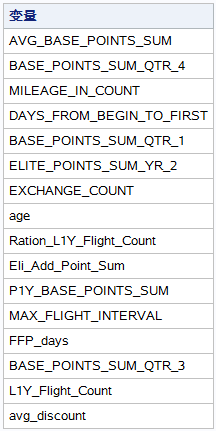 变量
AVG_BASE_POINTS_SUM
BASE_POINTS_SUM_QTR_4
MILEAGE_IN_COUNT
DAYS_FROM_BEGIN_TO_FIRST
BASE_POINTS_SUM_QTR_1
ELITE_POINTS_SUM_YR_2
EXCHANGE_COUNT
age
Ration_L1Y_Flight_Count
Eli_Add_Point_Sum
P1Y_BASE_POINTS_SUM
MAX_FLIGHT_INTERVAL
FFP_days
BASE_POINTS_SUM_QTR_3
L1Y_Flight_Count
avg_discount